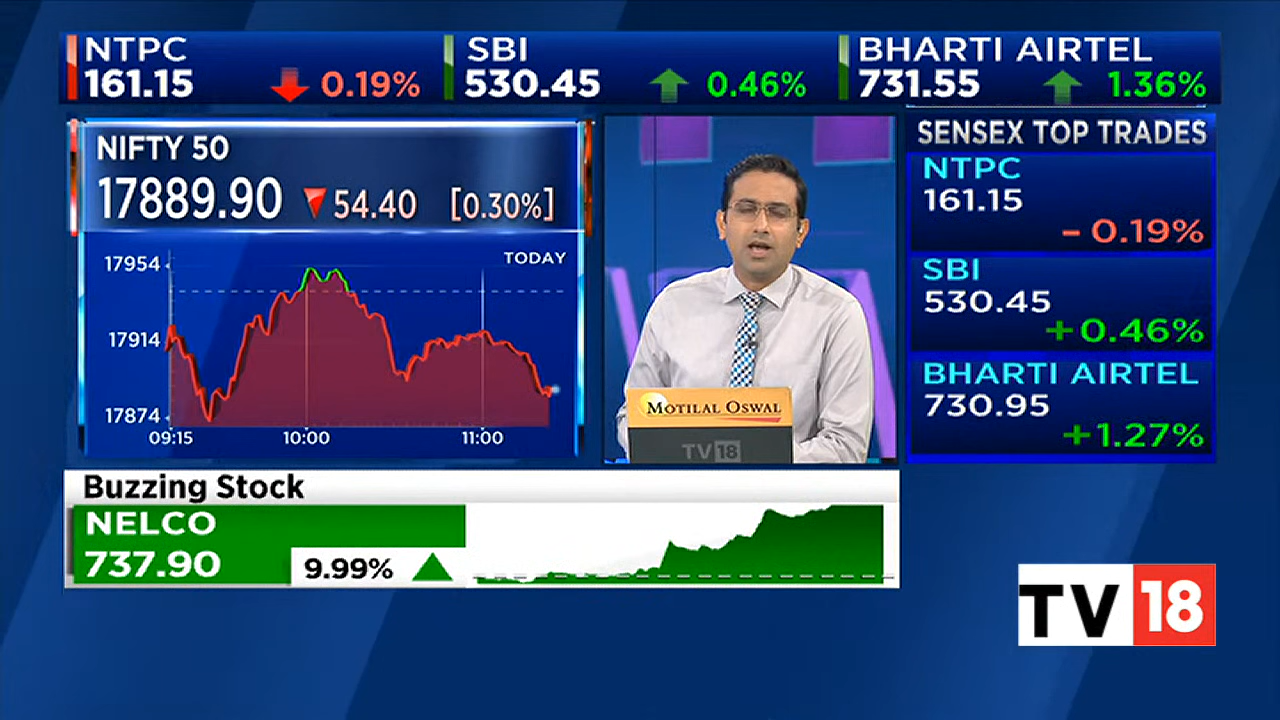 NTPC
161.15 0.19%
SBI
530.45 0.46%
BHARTI AIRTEL
731.55 1.36%
NIFTY 50
17889.90 54.40 [0.30%]
TODAY
17954
17914
17874
09:15 10:00 11:00
MOTILAL OSWAL
TV18
SENSEX TOP TRADES
NTPC
161.15
- 0.19%
SBI
530.45
+0.46%
BHARTI AIRTEL
730.95
+1.27%
Buzzing Stock
NELCO
737.90 9.99%
TV 18